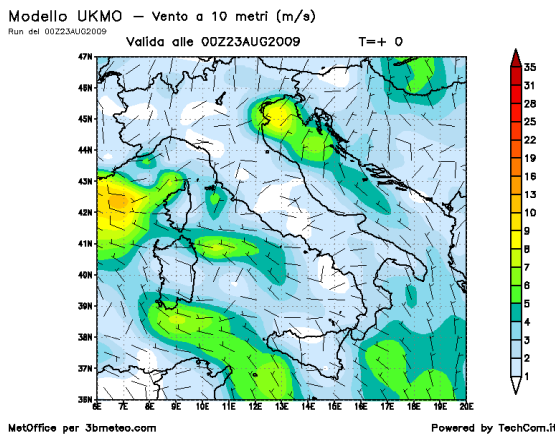 Modello UKMO – Vento a 10 metri (m/s)
Run del 00Z23AUG2009
Valida alle 00Z23AUG2009 T=+ 0
47N
46N
45N
44N
43N
42N
41N
40N
39N
38N
37N
36N
6E 7E 8E 9E 10E 11E 12E 13E 14E 15E 16E 17E 18E 19E 20E
35
31
28
25
22
19
16
13
10
9
8
7
6
5
4
3
2
1
MetOffice per 3bmeteo.com Powered by TechCom.it